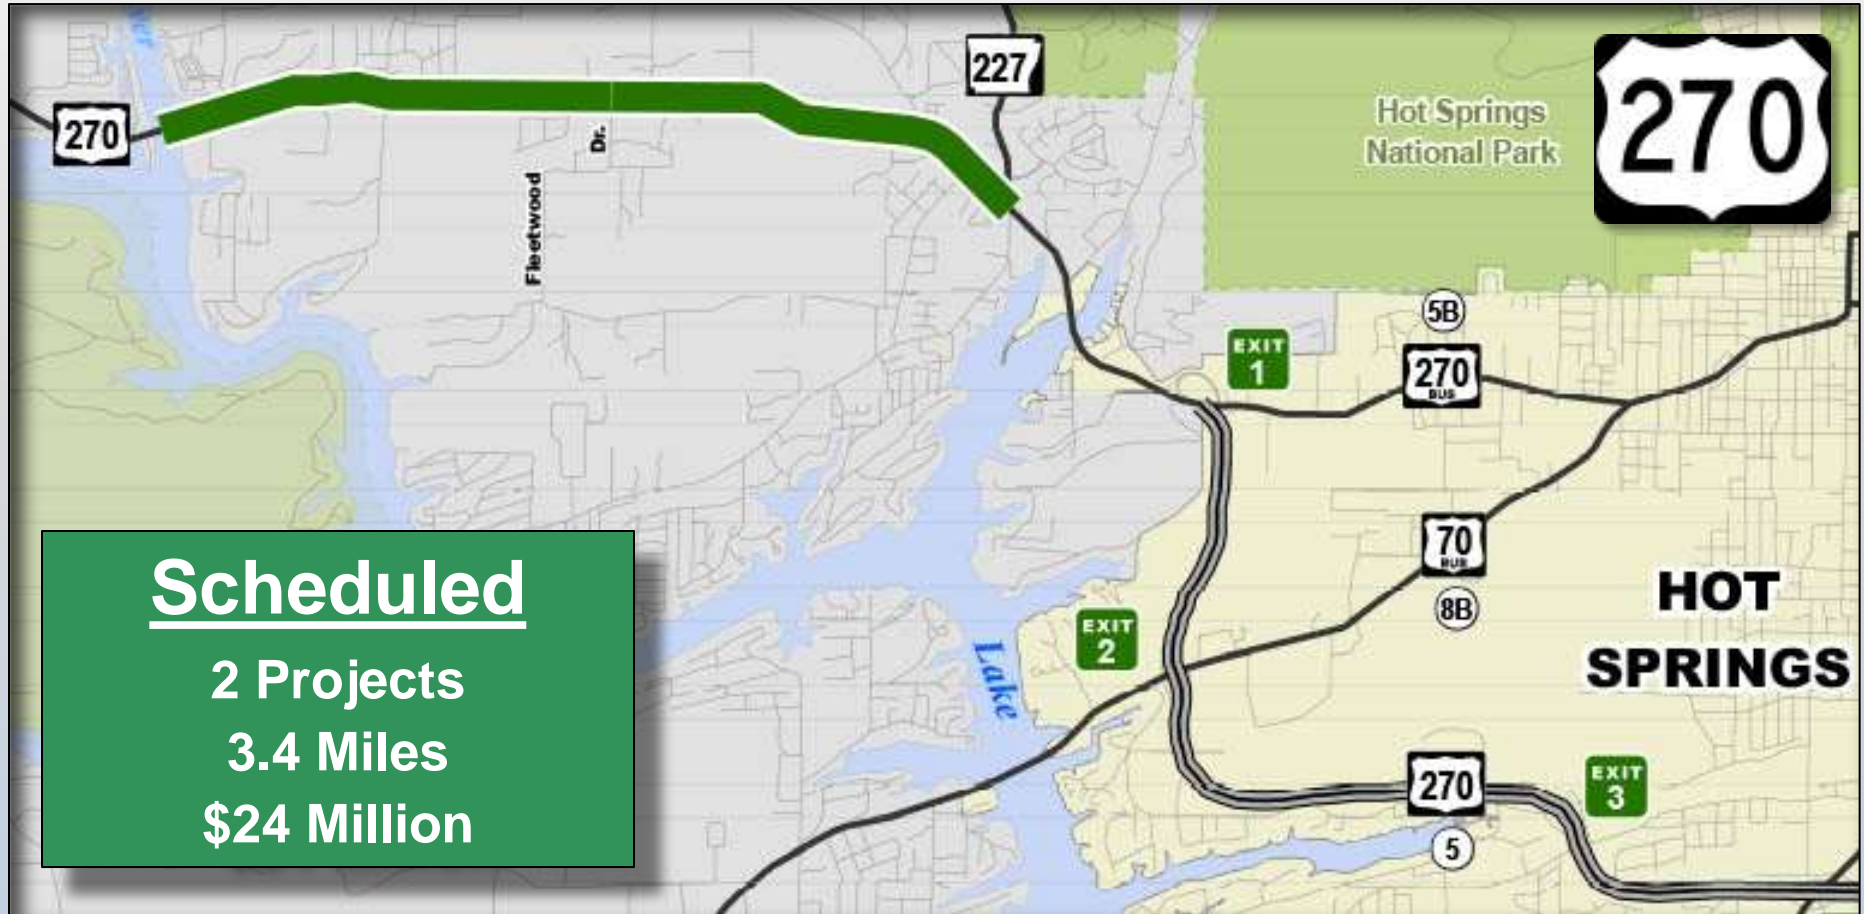 270
227
Hot Springs
National Park
270
Dr.
Fleetwood
5B
EXIT
1
270
BUS
70
BUS
8B
HOT
SPRINGS
EXIT
2
Lake
270
5
EXIT
3
Scheduled
2 Projects
3.4 Miles
$24 Million